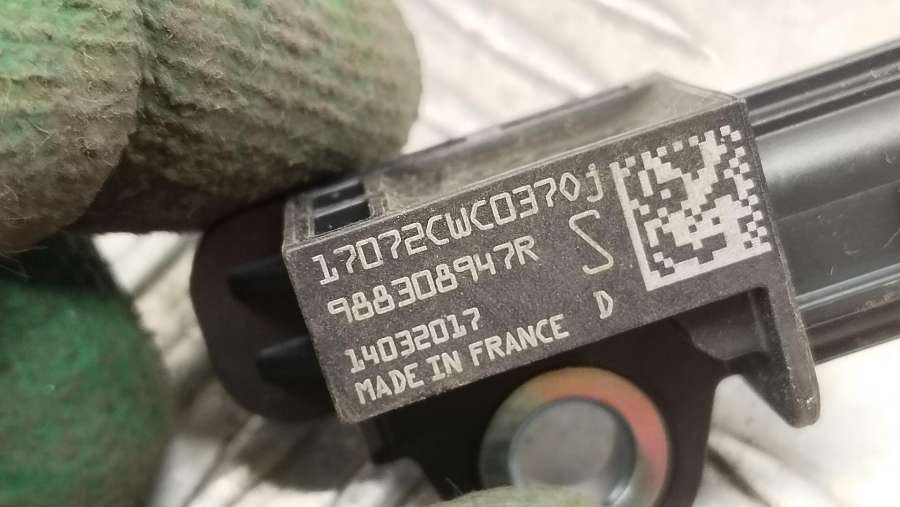 17072CWC0370j
988308947R S
14032017 D
MADE IN FRANCE